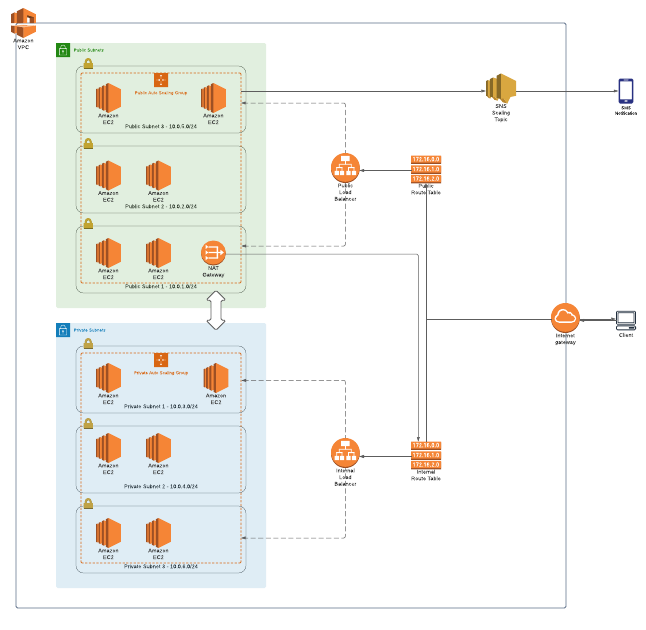 Amazon
VPC
Public Subnets
Public Auto Scaling Group
Amazon
EC2
Amazon
EC2
Public Subnet 3 - 10.0.5.0/24
Amazon
EC2
Amazon
EC2
Public Subnet 2 - 10.0.2.0/24
Amazon
EC2
Amazon
EC2
NAT
Gateway
Public Subnet 1 - 10.0.1.0/24
Private Subnets
Private Auto Scaling Group
Amazon
EC2
Amazon
EC2
Private Subnet 1 - 10.0.3.0/24
Amazon
EC2
Amazon
EC2
Private Subnet 2 - 10.0.4.0/24
Amazon
EC2
Amazon
EC2
Private Subnet 3 - 10.0.6.0/24
Public
Load
Balancer
172.16.0.0
172.16.1.0
172.16.2.0
Public
Route Table
Internal
Load
Balancer
172.16.0.0
172.16.1.0
172.16.2.0
Internal
Route Table
SNS
Scaling
Topic
SMS
Notification
Internet
gateway
Client